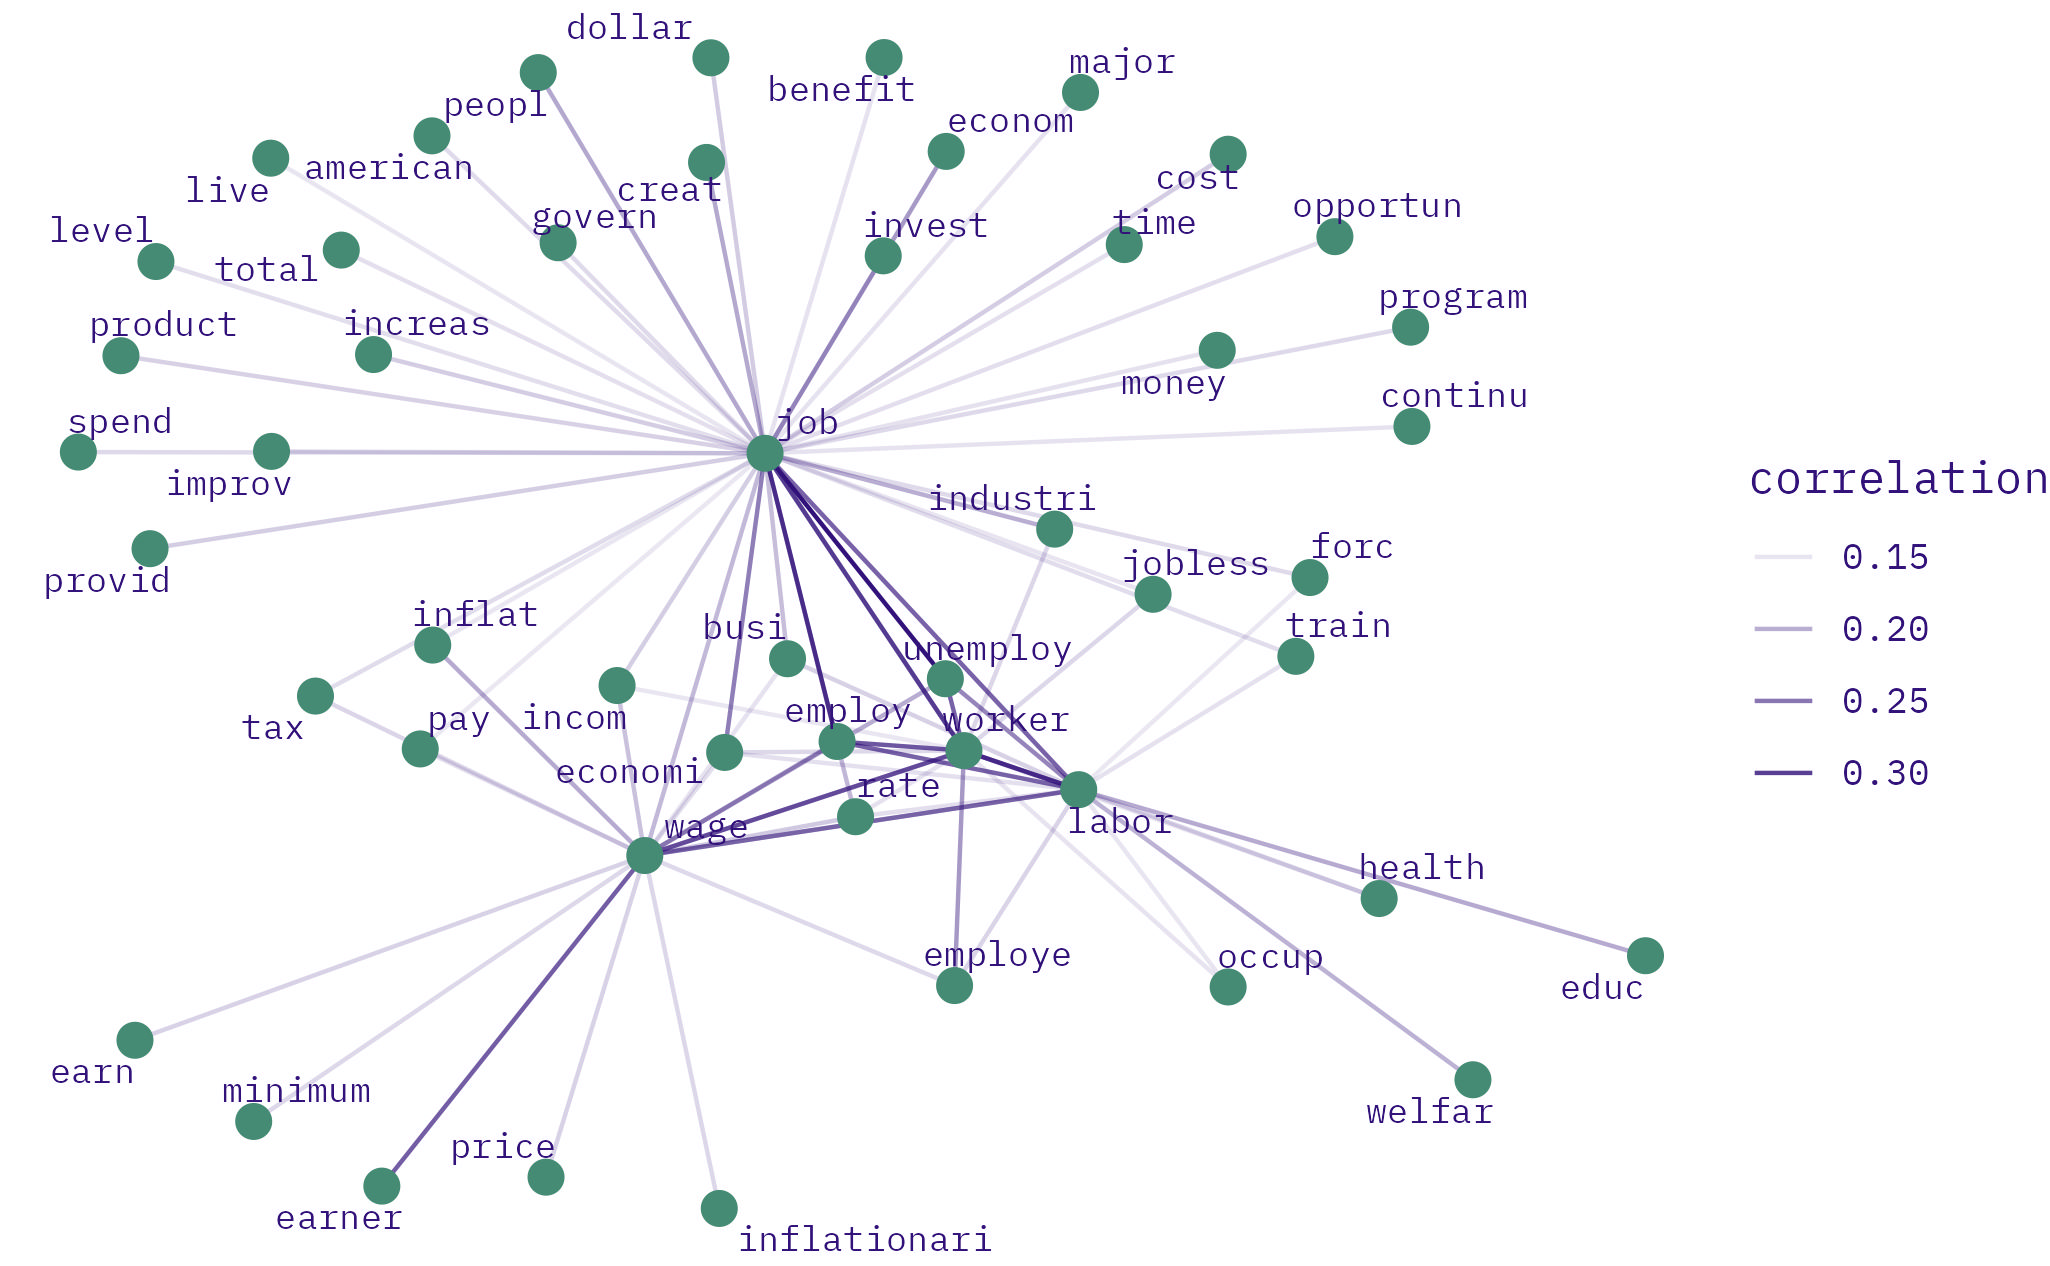 dollar
major
benefit
peopl
econom
american
live
creat
cost
govern
invest
time
opportun
level
total
program
product
increas
money
continu
spend
job
improv
correlation
industri
0.15
forc
jobless
provid
inflat
busi
train
0.20
unemploy
tax
pay
incom
employ
worker
0.25
economi
rate
0.30
wage
labor
health
employe
occup
educ
earn
minimum
welfar
price
earner
inflationari